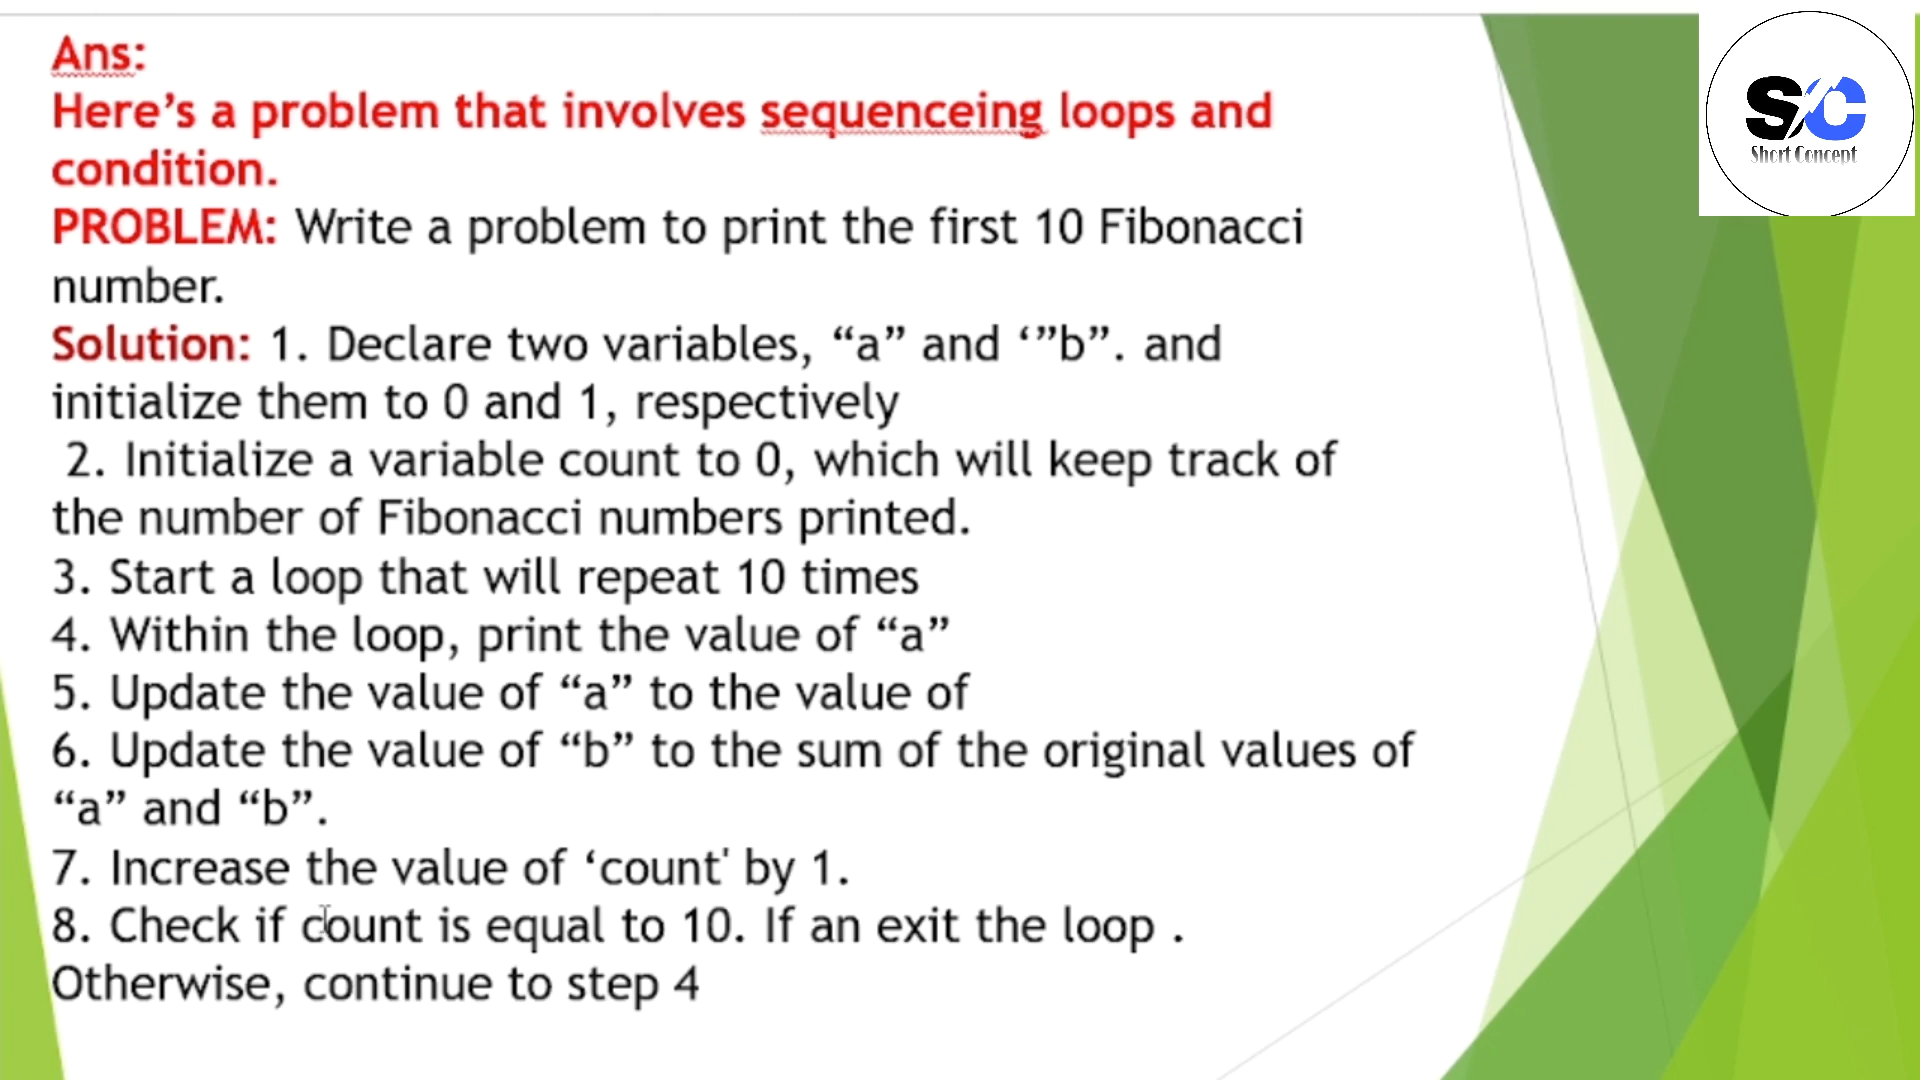 Ans:
Here’s a problem that involves sequenceing loops and
condition.
PROBLEM: Write a problem to print the first 10 Fibonacci
number.
Solution: 1. Declare two variables, “a” and ‘”b”. and
initialize them to 0 and 1, respectively
2. Initialize a variable count to 0, which will keep track of
the number of Fibonacci numbers printed.
3. Start a loop that will repeat 10 times
4. Within the loop, print the value of “a”
5. Update the value of “a” to the value of
6. Update the value of “b” to the sum of the original values of
“a” and “b”.
7. Increase the value of ‘count' by 1.
8. Check if count is equal to 10. If an exit the loop .
Otherwise, continue to step 4
S/C
Short Concept